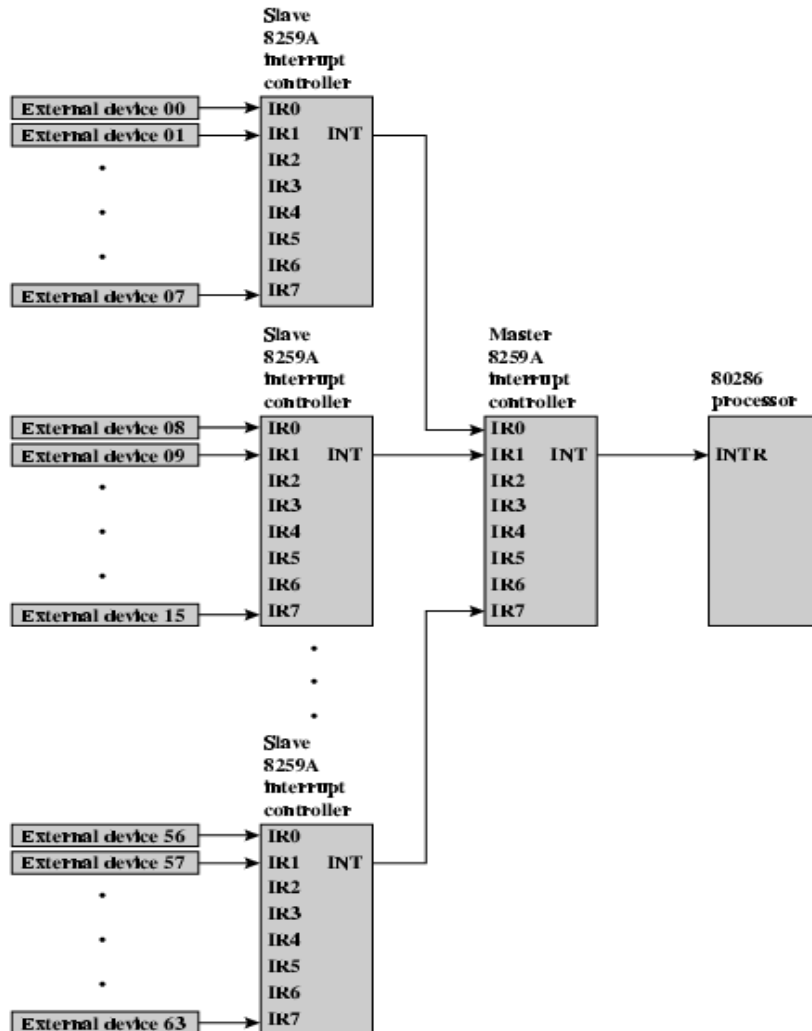 Slave
8259A
interrupt
controller
External device 00
IR0
External device 01
IR1 INT
IR2
IR3
IR4
IR5
IR6
External device 07
IR7
Slave
8259A
interrupt
controller
Master
8259A
interrupt
controller
80286
processor
External device 08
IR0
IR0
External device 09
IR1 INT
IR1 INT
INTR
IR2
IR2
IR3
IR3
IR4
IR4
IR5
IR5
IR6
IR6
External device 15
IR7
IR7
Slave
8259A
interrupt
controller
External device 56
IR0
External device 57
IR1 INT
IR2
IR3
IR4
IR5
IR6
External device 63
IR7